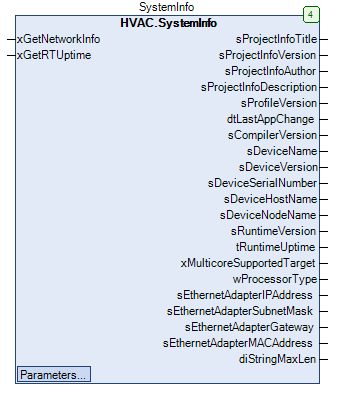 SystemInfo
4
HVAC.SystemInfo
xGetNetworkInfo sProjectInfoTitle
xGetRTUptime sProjectInfoVersion
sProjectInfoAuthor
sProjectInfoDescription
sProfileVersion
dtLastAppChange
sCompilerVersion
sDeviceName
sDeviceVersion
sDeviceSerialNumber
sDeviceHostName
sDeviceNodeName
sRuntimeVersion
tRuntimeUptime
xMulticoreSupportedTarget
wProcessorType
sEthernetAdapterIPAddress
sEthernetAdapterSubnetMask
sEthernetAdapterGateway
sEthernetAdapterMACAddress
diStringMaxLen
Parameters...